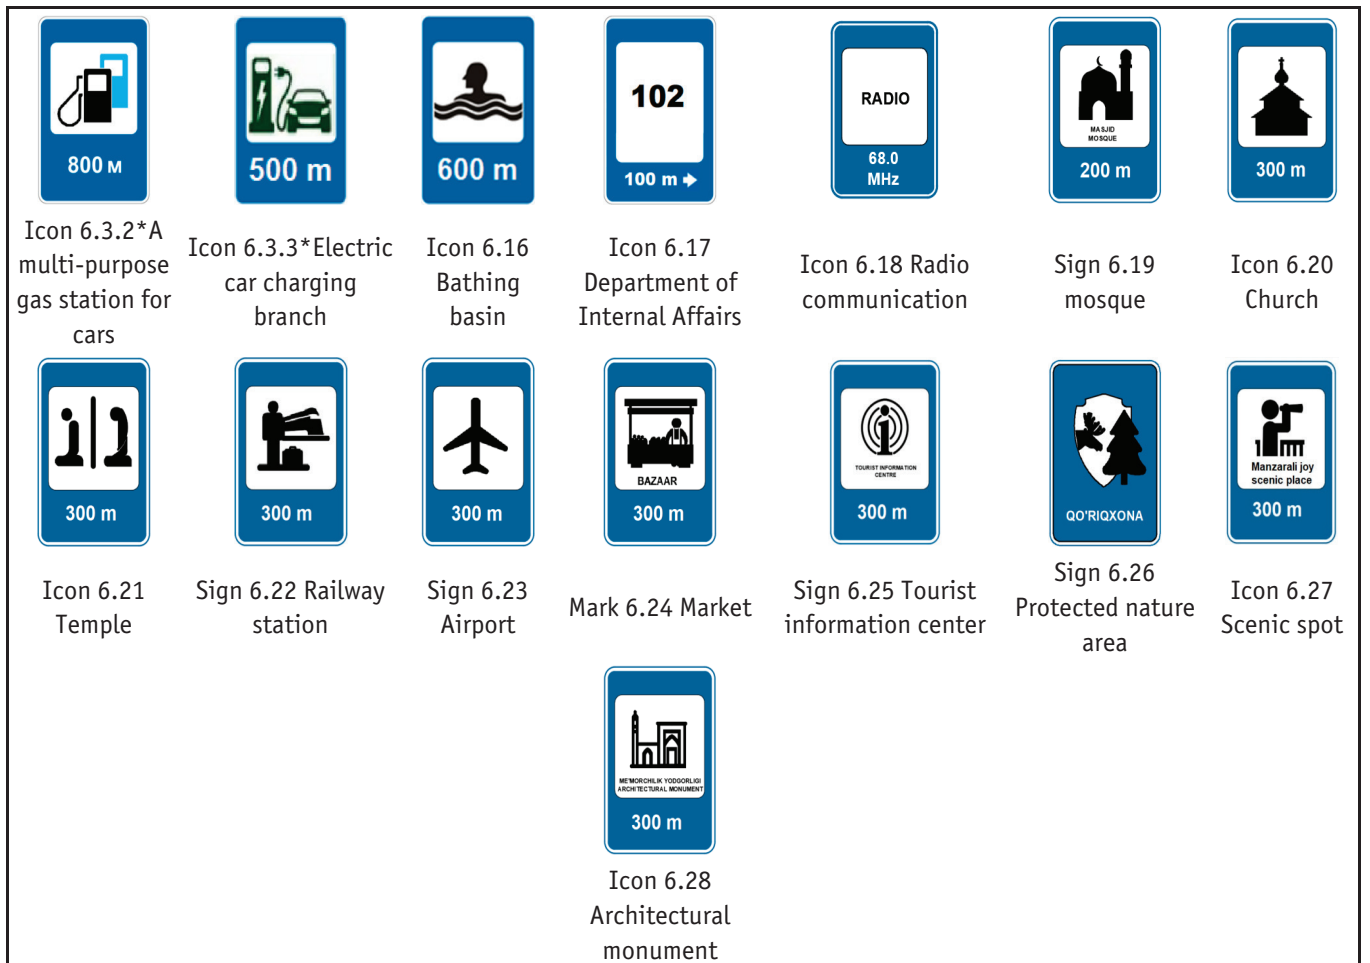 800 м
500 m
600 m
102
100 m
RADIO
68.0
MHz
MASJID
MOSQUE
200 m
300 m
Icon 6.3.2*A
multi-purpose
gas station for
cars
Icon 6.3.3*Electric
car charging
branch
Icon 6.16
Bathing
basin
Icon 6.17
Department of
Internal Affairs
Icon 6.18 Radio
communication
Sign 6.19
mosque
Icon 6.20
Church
300 m
300 m
300 m
BAZAAR
300 m
TOURIST INFORMATION
CENTRE
300 m
QO'RIQXONA
Manzarali joy
scenic place
300 m
Icon 6.21
Temple
Sign 6.22 Railway
station
Sign 6.23
Airport
Mark 6.24 Market
Sign 6.25 Tourist
information center
Sign 6.26
Protected nature
area
Icon 6.27
Scenic spot
ME'MORCHILIK YODGORLIGI
ARCHITECTURAL MONUMENT
300 m
Icon 6.28
Architectural
monument